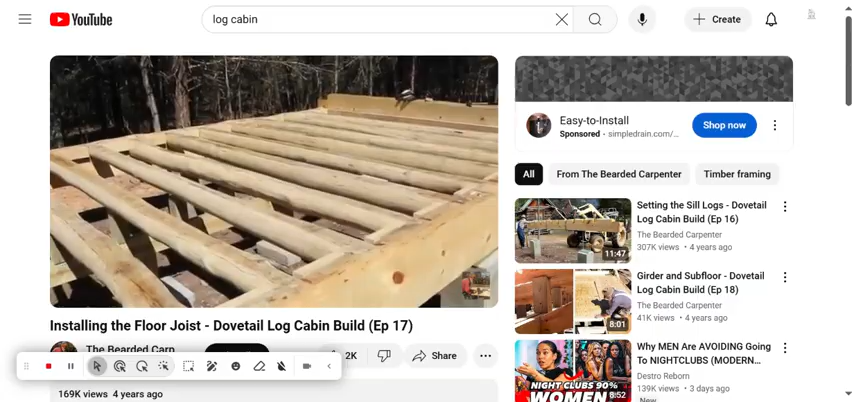 YouTube
log cabin
Create
Easy-to-Install
Sponsored · simpledrain.com/...
Shop now
All
From The Bearded Carpenter
Timber framing
Setting the Sill Logs - Dovetail
Log Cabin Build (Ep 16)
The Bearded Carpenter
307K views · 4 years ago
11:47
Girder and Subfloor - Dovetail
Log Cabin Build (Ep 18)
The Bearded Carpenter
41K views · 4 years ago
8:01
Why MEN Are AVOIDING Going
To NIGHTCLUBS (MODERN...
Destro Reborn
139K views · 3 days ago
New
NIGHT CLUBS 90%
WOMEN
8:52
Installing the Floor Joist - Dovetail Log Cabin Build (Ep 17)
The Bearded Carp
2K
Share
169K views 4 years ago